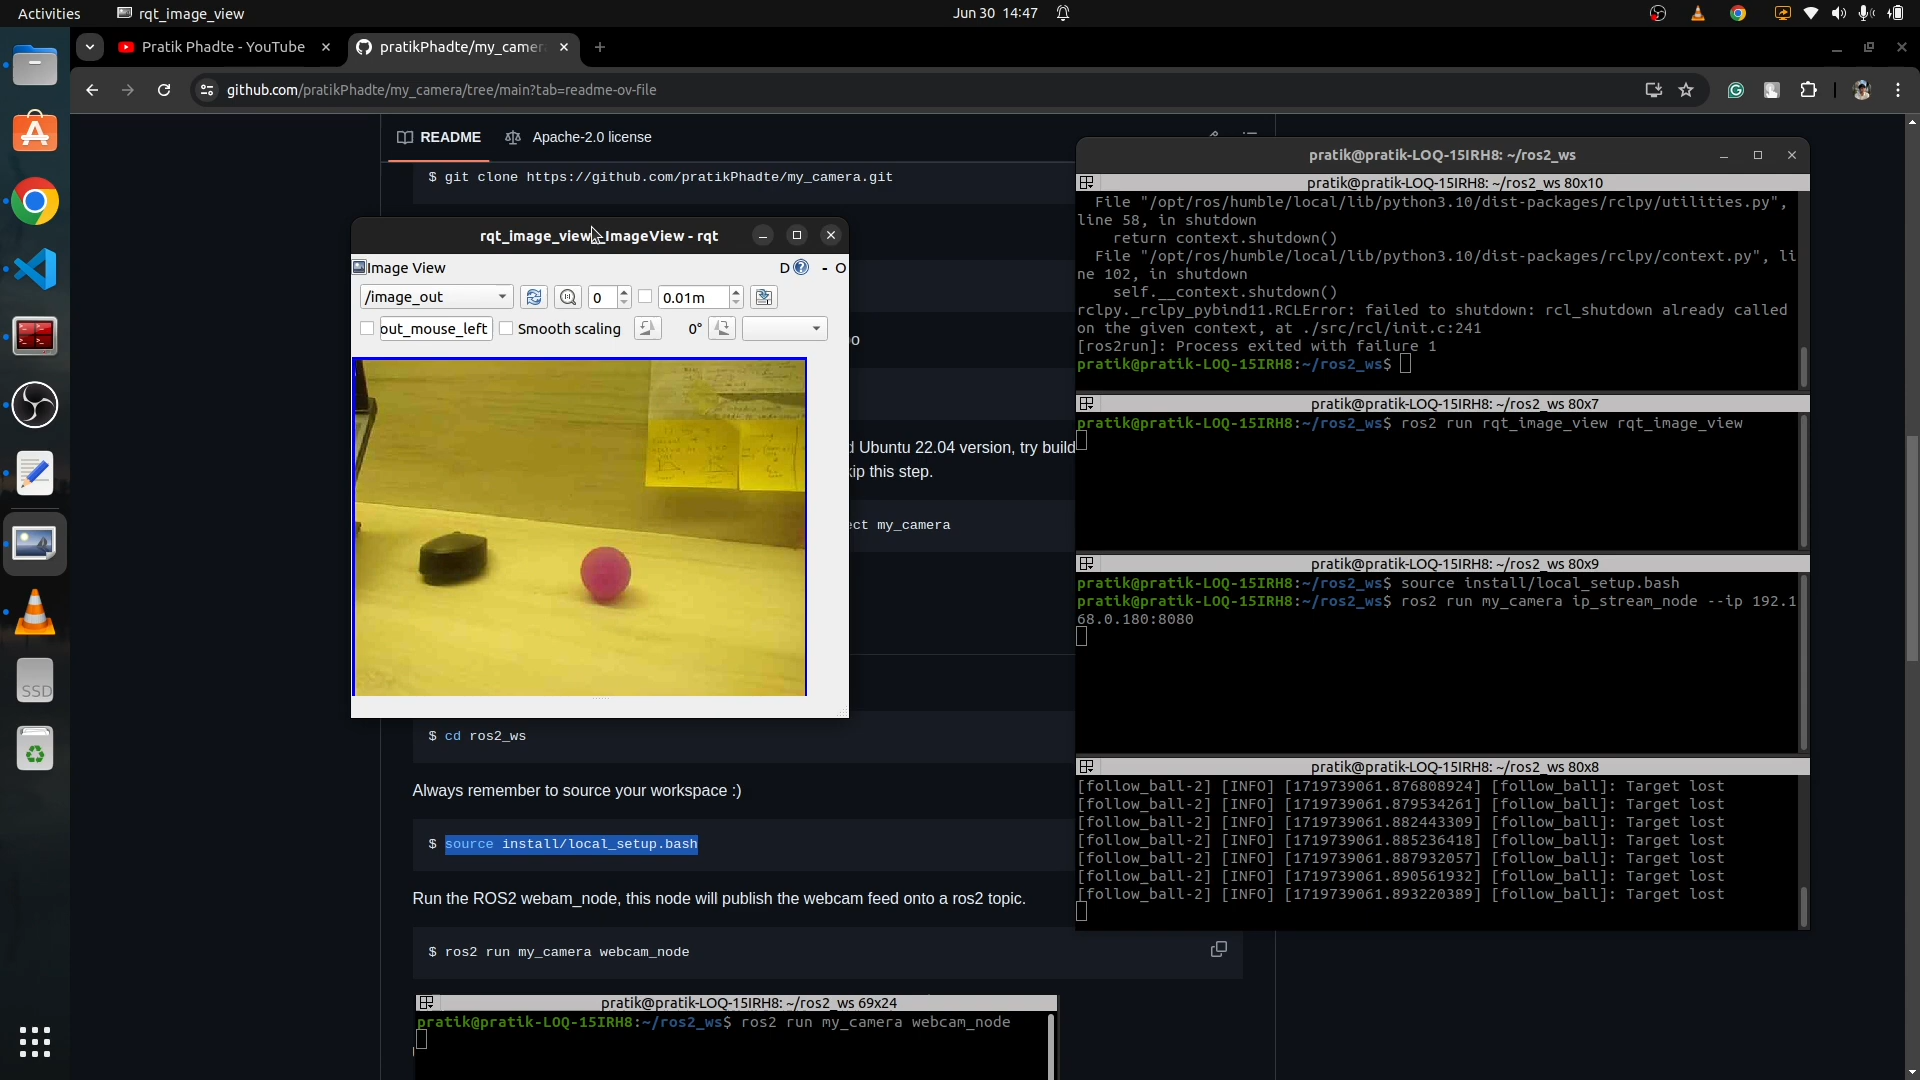 Activities
rqt_image_view
Jun 30 14:47
Pratik Phadte - YouTube
pratikPhadte/my_camer
github.com/pratikPhadte/my_camera/tree/main?tab=readme-ov-file
README
Apache-2.0 license
$ git clone https://github.com/pratikPhadte/my_camera.git
rqt_image_view ImageView - rqt
Image View
D
- O
/image_out
0
0.01m
out_mouse_left
Smooth scaling
0°
oo
d Ubuntu 22.04 version, try build
kip this step.
ect my_camera
$ cd ros2_ws
Always remember to source your workspace :)
$ source install/local_setup.bash
Run the ROS2 webam_node, this node will publish the webcam feed onto a ros2 topic.
$ ros2 run my_camera webcam_node
pratik@pratik-LOQ-15IRH8: ~/ros2_ws 69x24
pratik@pratik-LOQ-15IRH8:~/ros2_ws$ ros2 run my_camera webcam_node
pratik@pratik-LOQ-15IRH8: ~/ros2_ws
pratik@pratik-LOQ-15IRH8: ~/ros2_ws 80x10
File "/opt/ros/humble/local/lib/python3.10/dist-packages/rclpy/utilities.py",
line 58, in shutdown
return context.shutdown()
File "/opt/ros/humble/local/lib/python3.10/dist-packages/rclpy/context.py", li
ne 102, in shutdown
self.__context.shutdown()
rclpy._rclpy_pybind11.RCLError: failed to shutdown: rcl_shutdown already called
on the given context, at ./src/rcl/init.c:241
[ros2run]: Process exited with failure 1
pratik@pratik-LOQ-15IRH8:~/ros2_ws$
pratik@pratik-LOQ-15IRH8: ~/ros2_ws 80x7
pratik@pratik-LOQ-15IRH8:~/ros2_ws$ ros2 run rqt_image_view rqt_image_view
pratik@pratik-LOQ-15IRH8: ~/ros2_ws 80x9
pratik@pratik-LOQ-15IRH8:~/ros2_ws$ source install/local_setup.bash
pratik@pratik-LOQ-15IRH8:~/ros2_ws$ ros2 run my_camera ip_stream_node --ip 192.1
68.0.180:8080
pratik@pratik-LOQ-15IRH8: ~/ros2_ws 80x8
[follow_ball-2] [INFO] [1719739061.876808924] [follow_ball]: Target lost
[follow_ball-2] [INFO] [1719739061.879534261] [follow_ball]: Target lost
[follow_ball-2] [INFO] [1719739061.882443309] [follow_ball]: Target lost
[follow_ball-2] [INFO] [1719739061.885236418] [follow_ball]: Target lost
[follow_ball-2] [INFO] [1719739061.887932057] [follow_ball]: Target lost
[follow_ball-2] [INFO] [1719739061.890561932] [follow_ball]: Target lost
[follow_ball-2] [INFO] [1719739061.893220389] [follow_ball]: Target lost
SSD